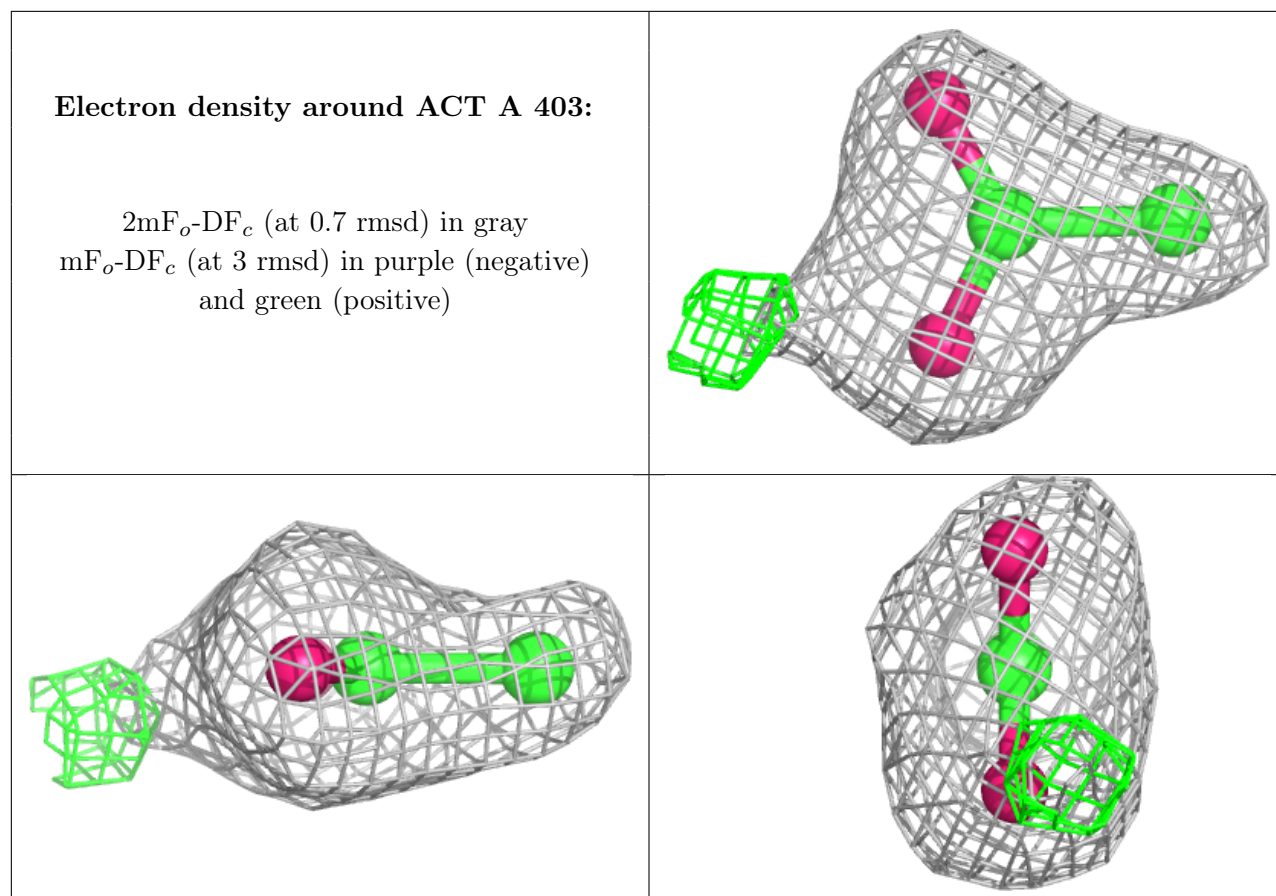 Electron density around ACT A 403:
2mFo-DFc (at 0.7 rmsd) in gray
mFo-DFc (at 3 rmsd) in purple (negative)
and green (positive)